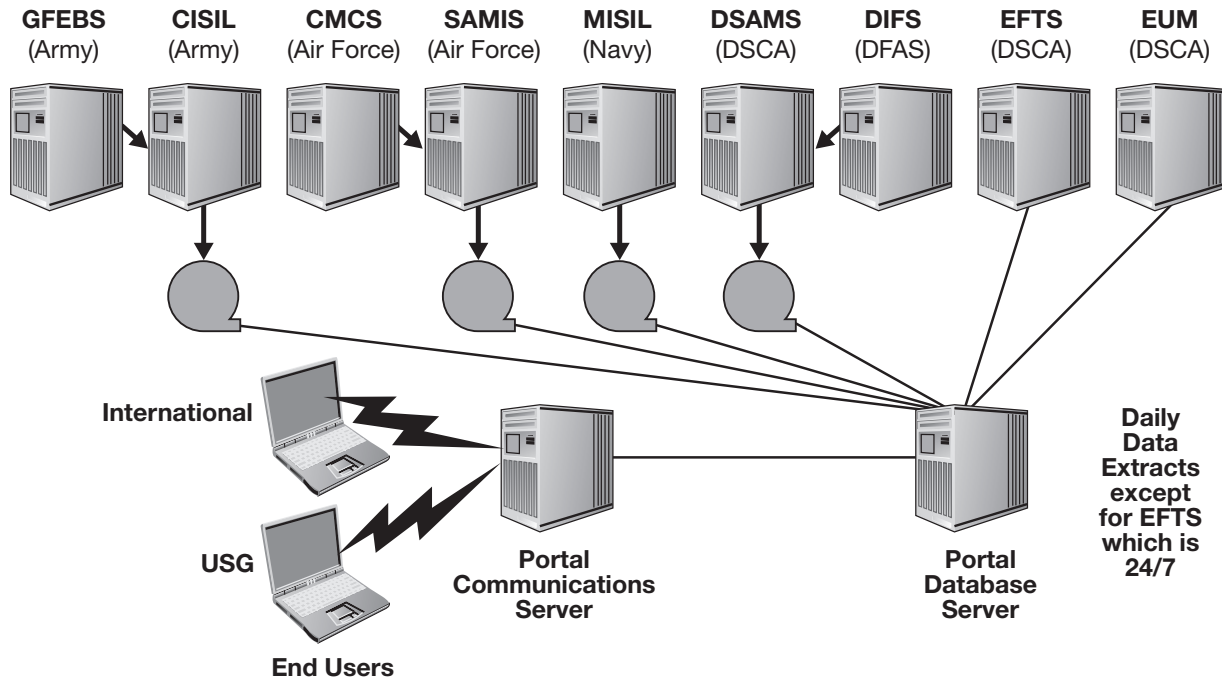 GFEBS
(Army)
CISIL
(Army)
CMCS
(Air Force)
SAMIS
(Air Force)
MISIL
(Navy)
DSAMS
(DSCA)
DIFS
(DFAS)
EFTS
(DSCA)
EUM
(DSCA)
International
USG
End Users
Portal
Communications
Server
Portal
Database
Server
Daily
Data
Extracts
except
for EFTS
which is
24/7